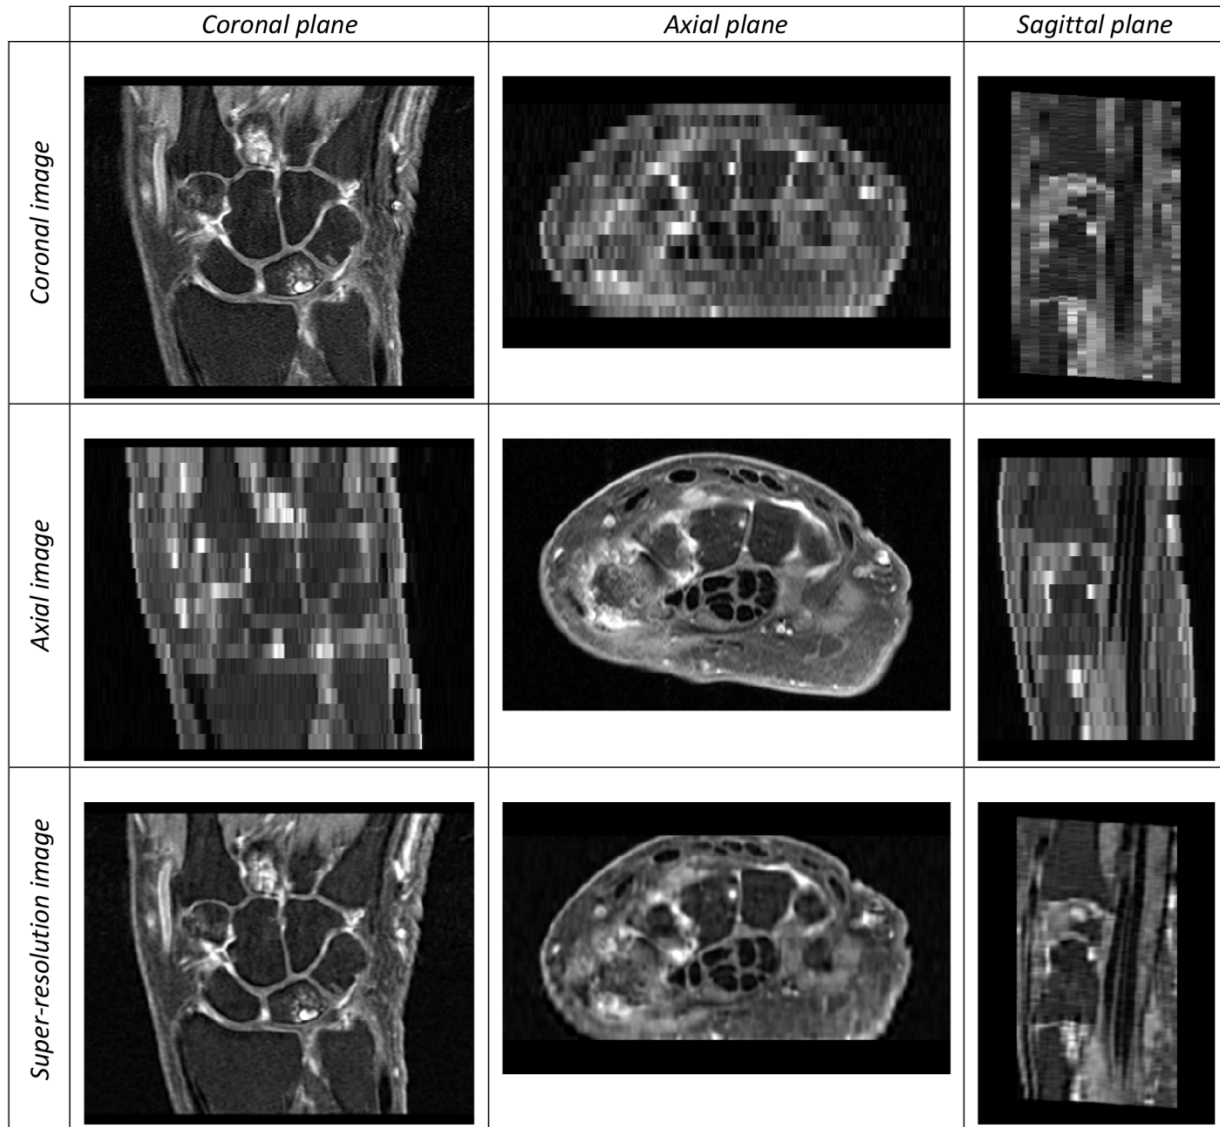 Coronal plane
Axial plane
Sagittal plane
Coronal image
Axial image
Super-resolution image